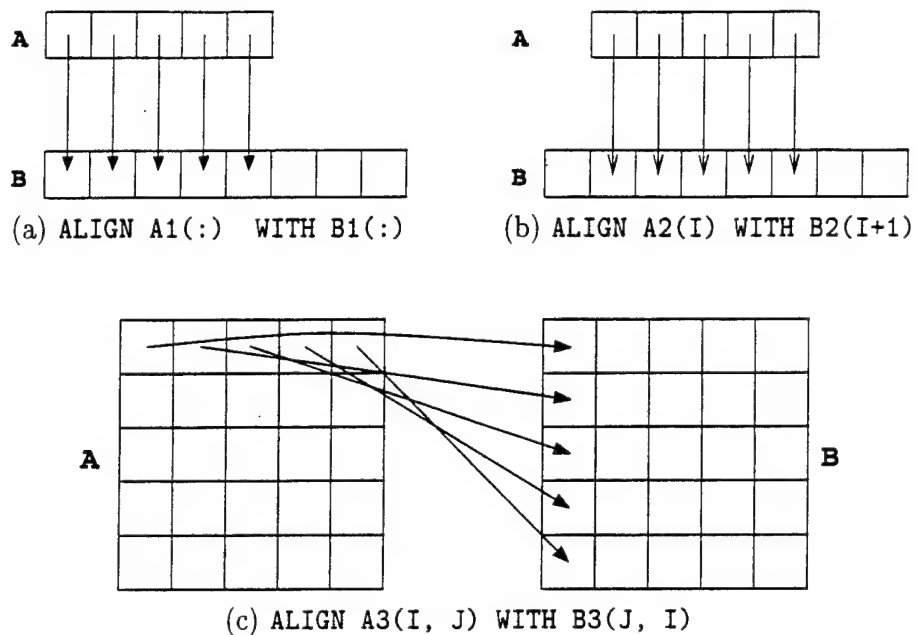 A A
B B
(a) ALIGN A1(:) WITH B1(:) (b) ALIGN A2(I) WITH B2(I+1)
A B
(c) ALIGN A3(I, J) WITH B3(J, I)